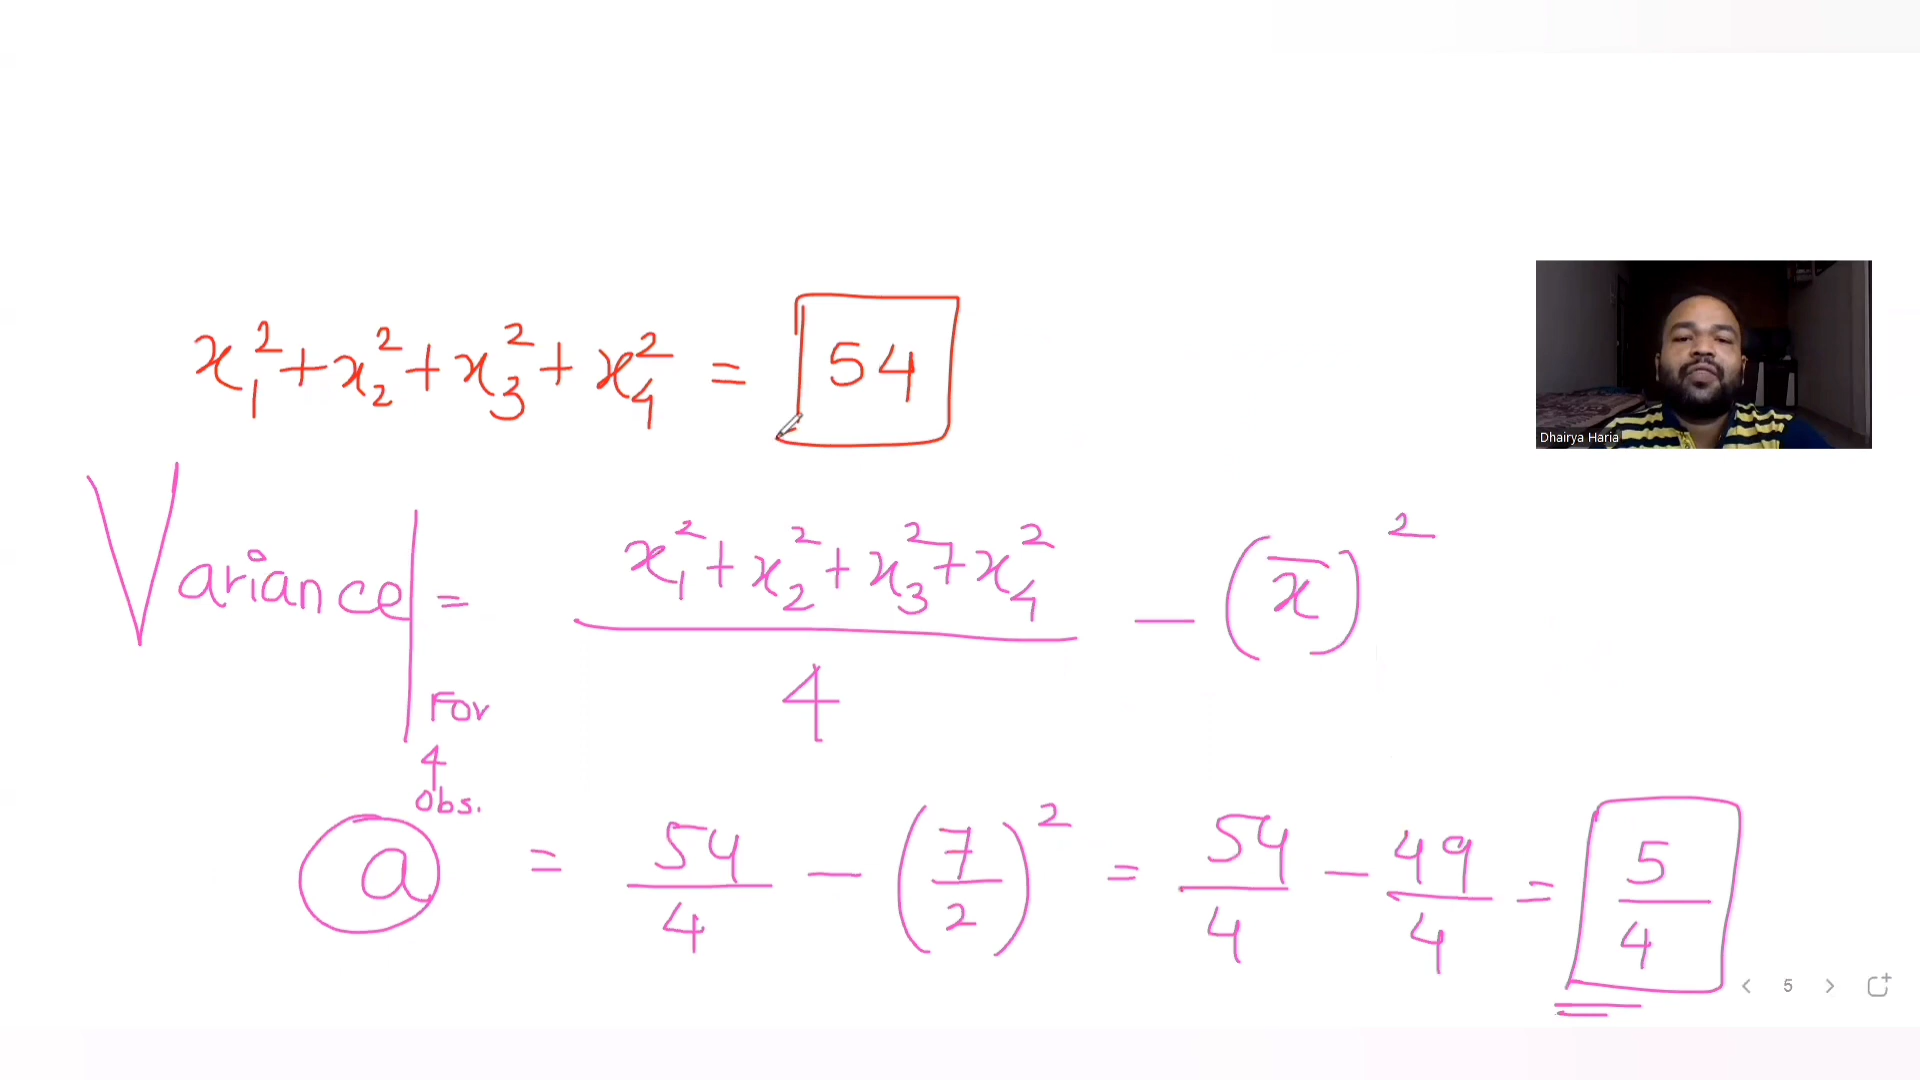 x₁² + x₂² + x₃² + x₄² = 54
Dhairya Haria
Variance| For 4 obs. = (x₁² + x₂² + x₃² + x₄²)/4 − (x̄)²
a = 54/4 − (7/2)² = 54/4 − 49/4 = 5/4
< 5 >